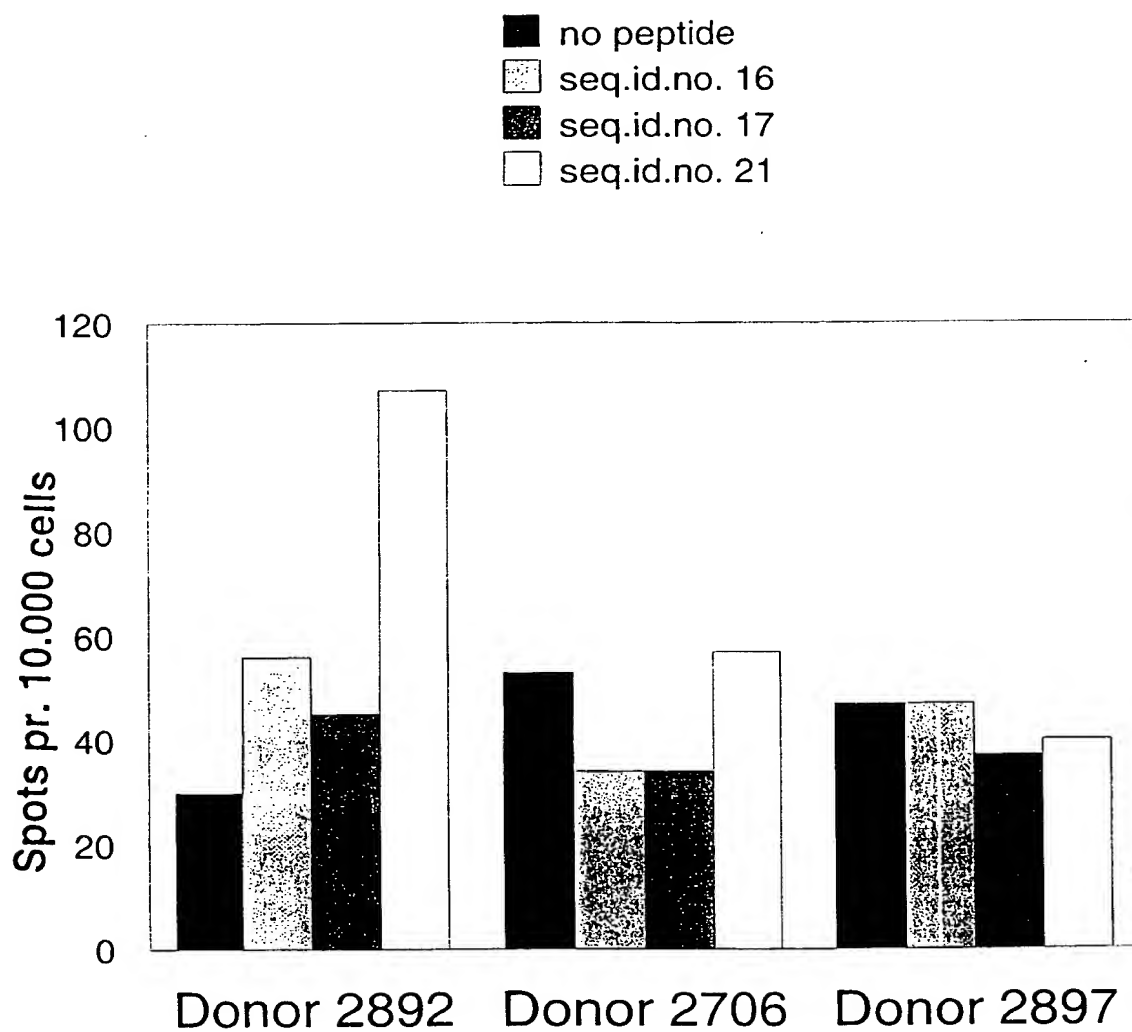 no peptide
seq.id.no. 16
seq.id.no. 17
seq.id.no. 21
Spots pr. 10.000 cells
120
100
80
60
40
20
0
Donor 2892 Donor 2706 Donor 2897